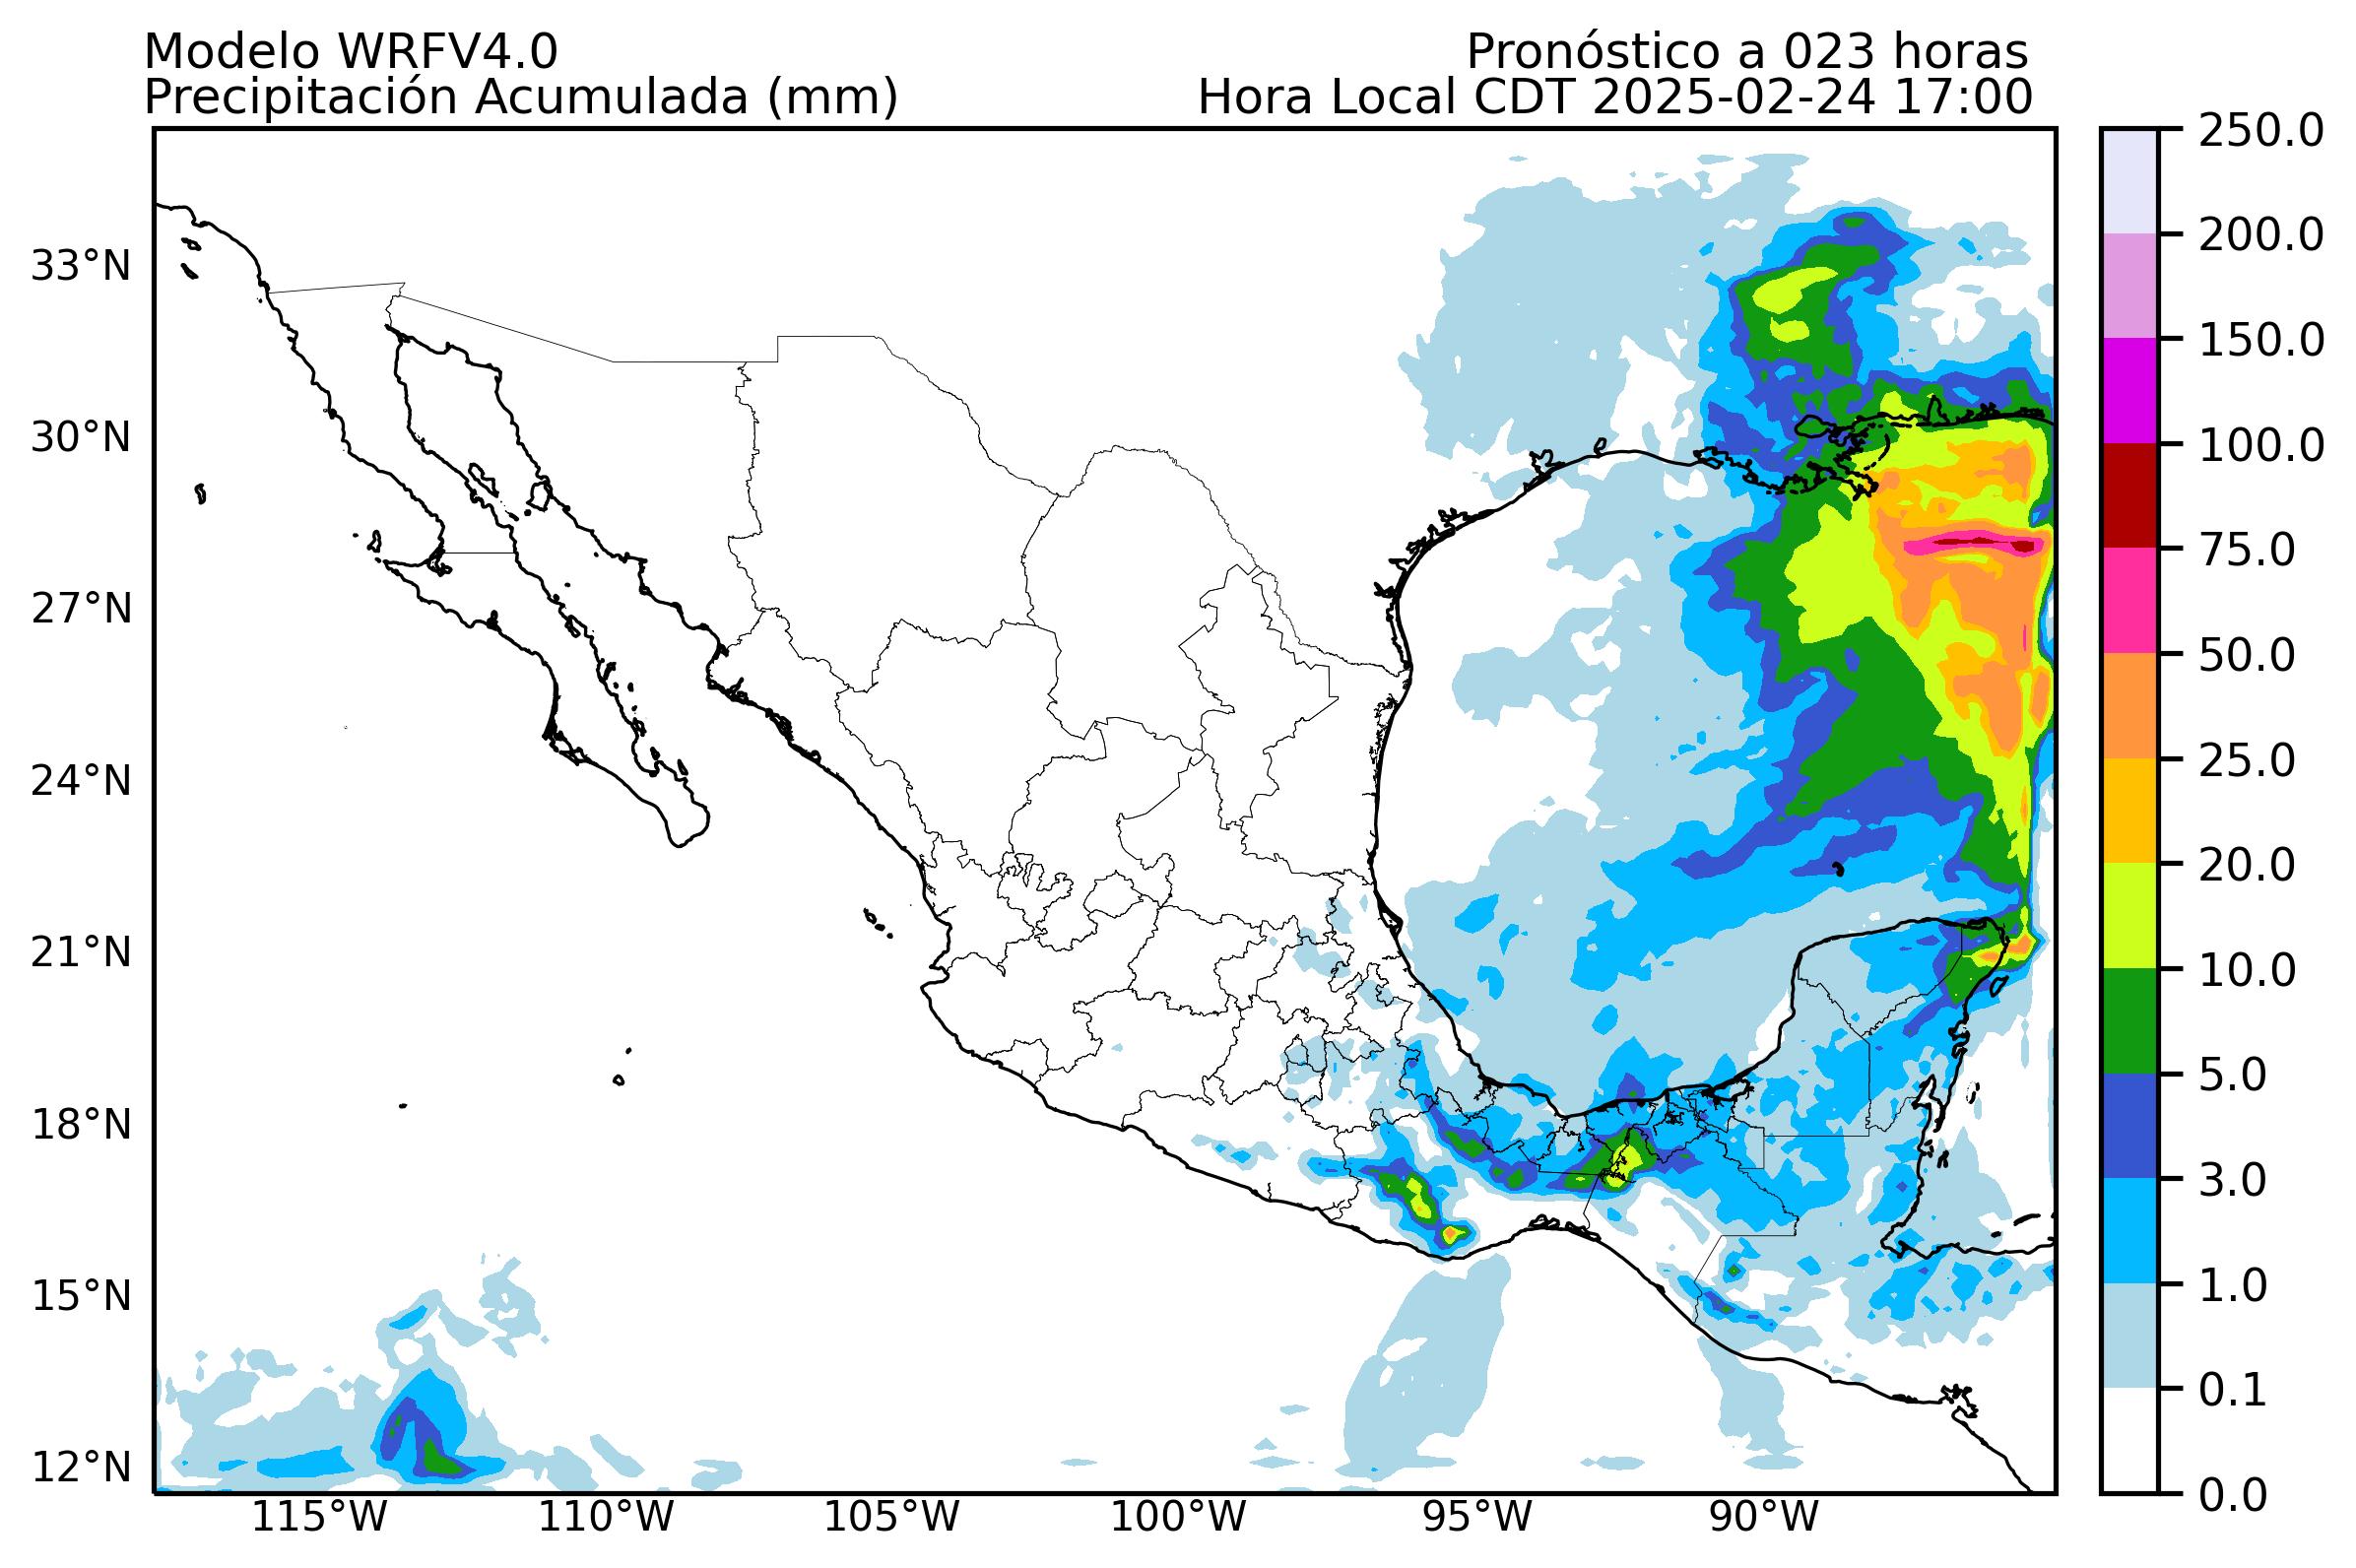 Modelo WRFV4.0
Pronóstico a 023 horas
Precipitación Acumulada (mm)
Hora Local CDT 2025-02-24 17:00
33°N
30°N
27°N
24°N
21°N
18°N
15°N
12°N
115°W
110°W
105°W
100°W
95°W
90°W
250.0
200.0
150.0
100.0
75.0
50.0
25.0
20.0
10.0
5.0
3.0
1.0
0.1
0.0